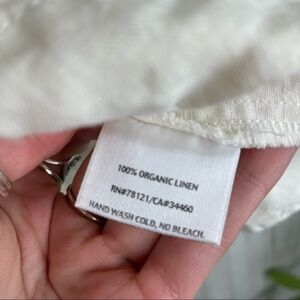 100% ORGANIC LINEN
RN#78121/CA#34460
HAND WASH COLD, NO BLEACH.